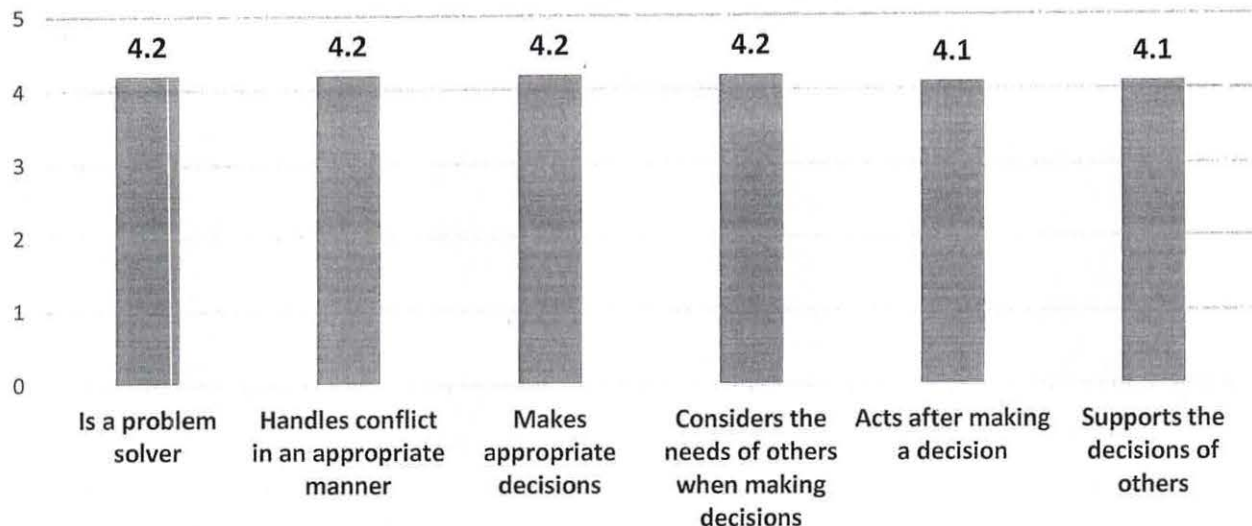 5
4.2
4.2
4.2
4.2
4.1
4.1
4
3
2
1
0
Is a problem
solver
Handles conflict
in an appropriate
manner
Makes
appropriate
decisions
Considers the
needs of others
when making
decisions
Acts after making
a decision
Supports the
decisions of
others